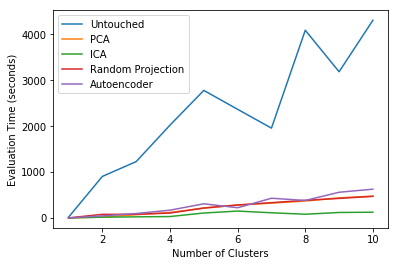 Untouched
PCA
ICA
Random Projection
Autoencoder
Evaluation Time (seconds)
4000
3000
2000
1000
0
2
4
6
8
10
Number of Clusters